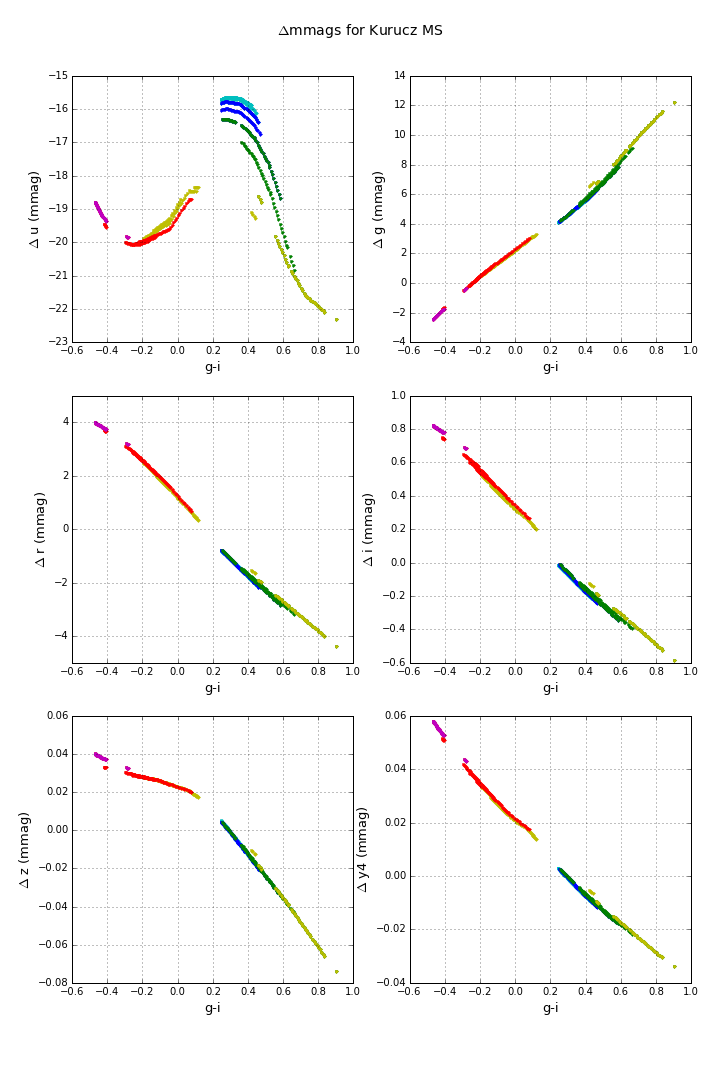 Δmmags for Kurucz MS
−15
−16
−17
−18
−19
−20
−21
−22
−23
Δ u (mmag)
−0.6 −0.4 −0.2 0.0 0.2 0.4 0.6 0.8 1.0
g-i
14
12
10
8
6
4
2
0
−2
−4
Δ g (mmag)
−0.6 −0.4 −0.2 0.0 0.2 0.4 0.6 0.8 1.0
g-i
4
2
0
−2
−4
Δ r (mmag)
−0.6 −0.4 −0.2 0.0 0.2 0.4 0.6 0.8 1.0
g-i
1.0
0.8
0.6
0.4
0.2
0.0
−0.2
−0.4
−0.6
Δ i (mmag)
−0.6 −0.4 −0.2 0.0 0.2 0.4 0.6 0.8 1.0
g-i
0.06
0.04
0.02
0.00
−0.02
−0.04
−0.06
−0.08
Δ z (mmag)
−0.6 −0.4 −0.2 0.0 0.2 0.4 0.6 0.8 1.0
g-i
0.06
0.04
0.02
0.00
−0.02
−0.04
Δ y4 (mmag)
−0.6 −0.4 −0.2 0.0 0.2 0.4 0.6 0.8 1.0
g-i